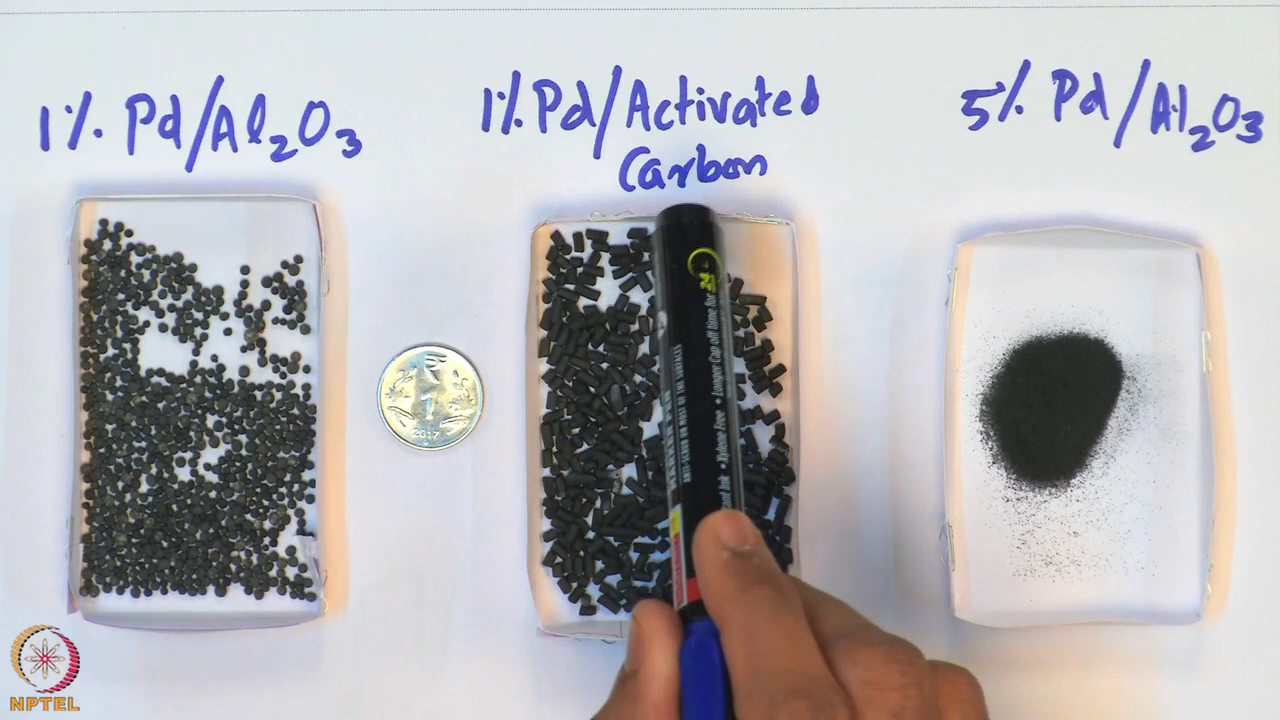 1% Pd/Al₂O₃
1% Pd/Activated
Carbon
5% Pd/Al₂O₃
₹
1
2017
24
Xylene Free • Longer Cap off time for
NPTEL